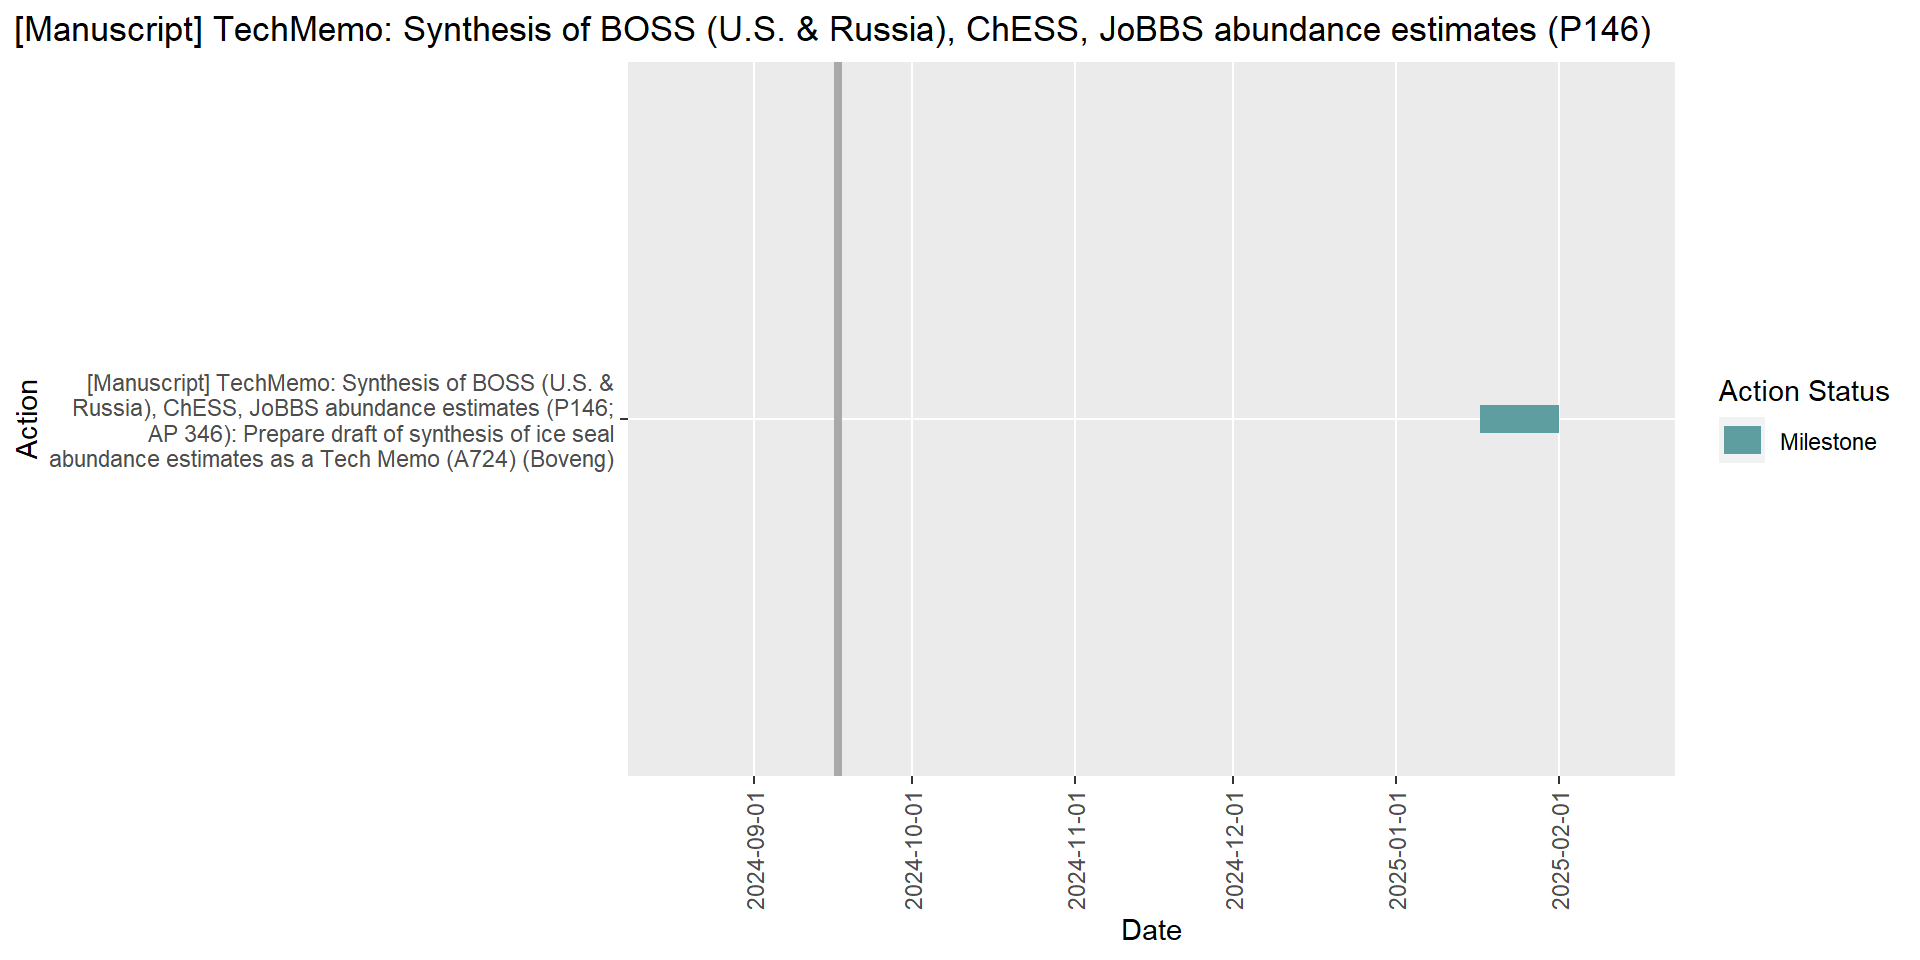 [Manuscript] TechMemo: Synthesis of BOSS (U.S. & Russia), ChESS, JoBBS abundance estimates (P146)
Action
[Manuscript] TechMemo: Synthesis of BOSS (U.S. &
Russia), ChESS, JoBBS abundance estimates (P146;
AP 346): Prepare draft of synthesis of ice seal
abundance estimates as a Tech Memo (A724) (Boveng)
Action Status
Milestone
2024-09-01
2024-10-01
2024-11-01
2024-12-01
2025-01-01
2025-02-01
Date